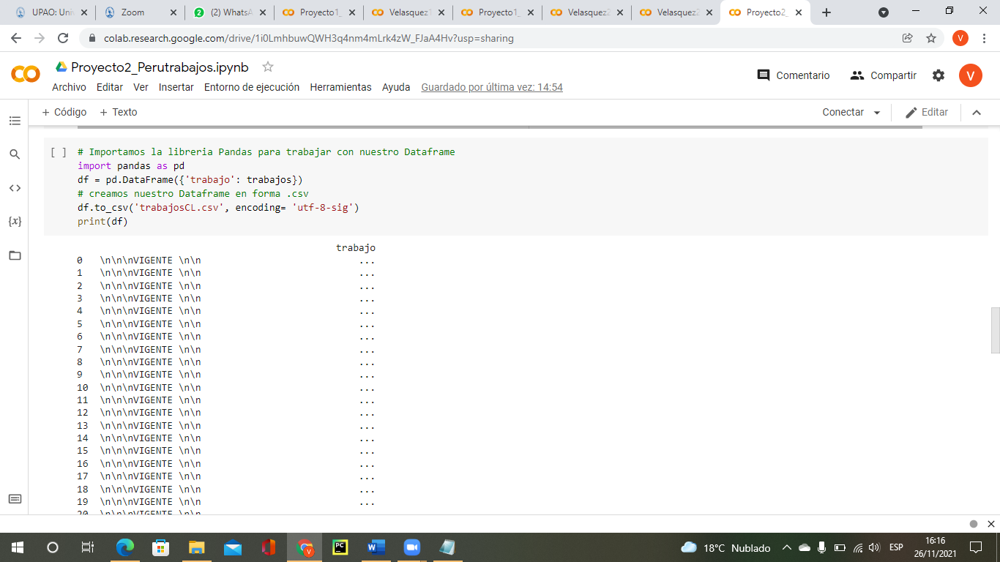 UPAO: Uni
Zoom
(2) WhatsA
Proyecto1_
Velasquez1
Proyecto1_
Velasquez2
Velasquez2
Proyecto2_
colab.research.google.com/drive/1i0LmhbuwQWH3q4nm4mLrk4zW_FJaA4Hv?usp=sharing
V
Proyecto2_Perutrabajos.ipynb
Comentario
Compartir
V
Archivo Editar Ver Insertar Entorno de ejecución Herramientas Ayuda Guardado por última vez: 14:54
+ Código + Texto
Conectar
Editar
[ ] # Importamos la libreria Pandas para trabajar con nuestro Dataframe
import pandas as pd
df = pd.DataFrame({'trabajo': trabajos})
# creamos nuestro Dataframe en forma .csv
df.to_csv('trabajosCL.csv', encoding= 'utf-8-sig')
print(df)
trabajo
0 \n\n\nVIGENTE \n\n ...
1 \n\n\nVIGENTE \n\n ...
2 \n\n\nVIGENTE \n\n ...
3 \n\n\nVIGENTE \n\n ...
4 \n\n\nVIGENTE \n\n ...
5 \n\n\nVIGENTE \n\n ...
6 \n\n\nVIGENTE \n\n ...
7 \n\n\nVIGENTE \n\n ...
8 \n\n\nVIGENTE \n\n ...
9 \n\n\nVIGENTE \n\n ...
10 \n\n\nVIGENTE \n\n ...
11 \n\n\nVIGENTE \n\n ...
12 \n\n\nVIGENTE \n\n ...
13 \n\n\nVIGENTE \n\n ...
14 \n\n\nVIGENTE \n\n ...
15 \n\n\nVIGENTE \n\n ...
16 \n\n\nVIGENTE \n\n ...
17 \n\n\nVIGENTE \n\n ...
18 \n\n\nVIGENTE \n\n ...
19 \n\n\nVIGENTE \n\n ...
20 \n\n\nVIGENTE \n\n
18°C Nublado
ESP
16:16
26/11/2021